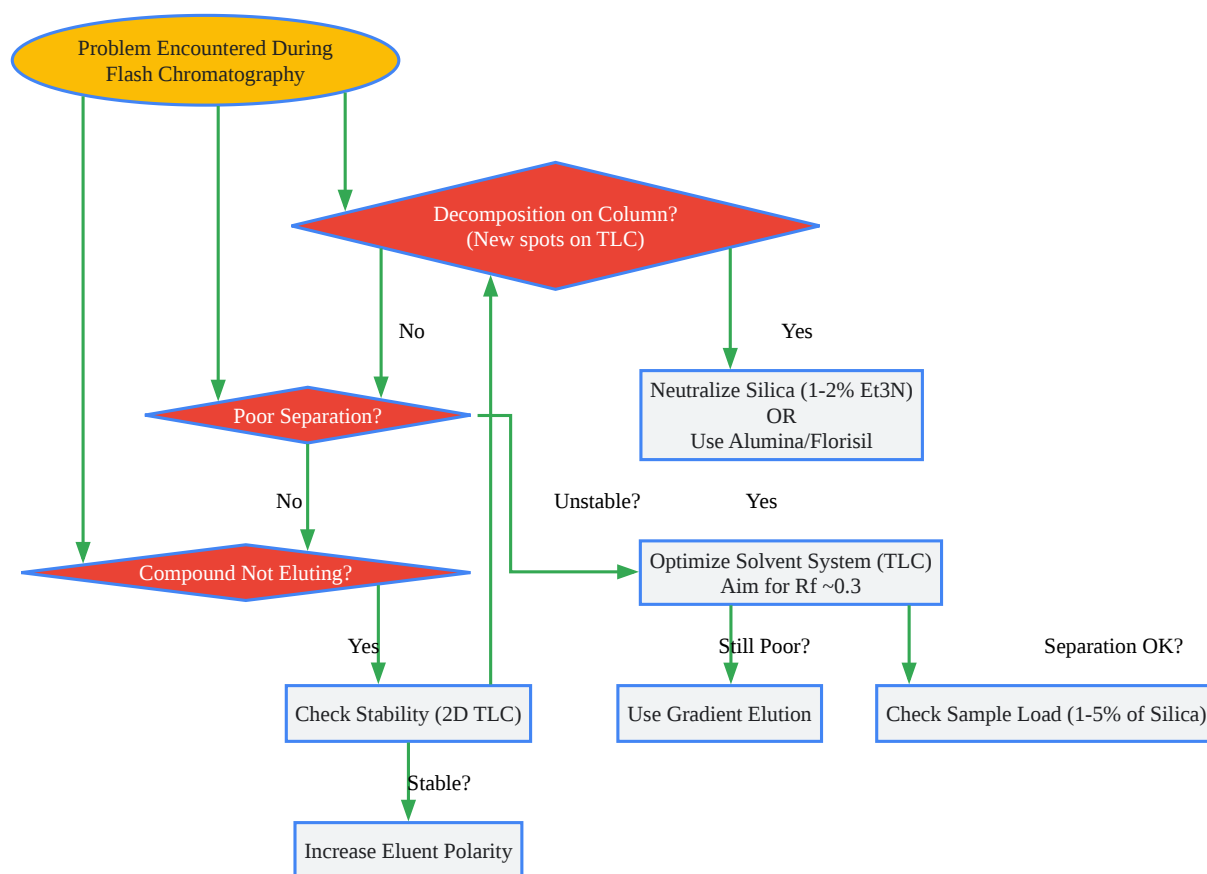 Problem Encountered During
Flash Chromatography
Decomposition on Column?
(New spots on TLC)
No
Yes
Neutralize Silica (1-2% Et3N)
OR
Use Alumina/Florisil
Poor Separation?
No
Unstable?
Yes
Compound Not Eluting?
Optimize Solvent System (TLC)
Aim for Rf ~0.3
Yes
Still Poor?
Separation OK?
Check Stability (2D TLC)
Use Gradient Elution
Check Sample Load (1-5% of Silica)
Stable?
Increase Eluent Polarity